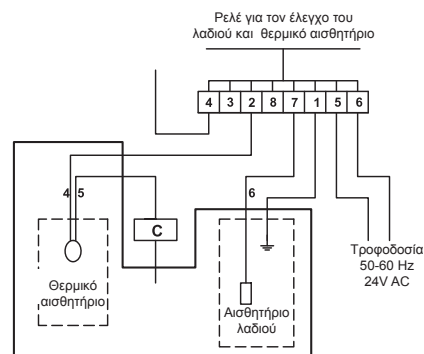 Ρελέ για τον έλεγχο του
λαδιού και θερμικό αισθητήριο
4 3 2 8 7 1 5 6
4 5
6
C
Θερμικό
αισθητήριο
Αισθητήριο
λαδιού
Τροφοδοσία
50-60 Hz
24V AC